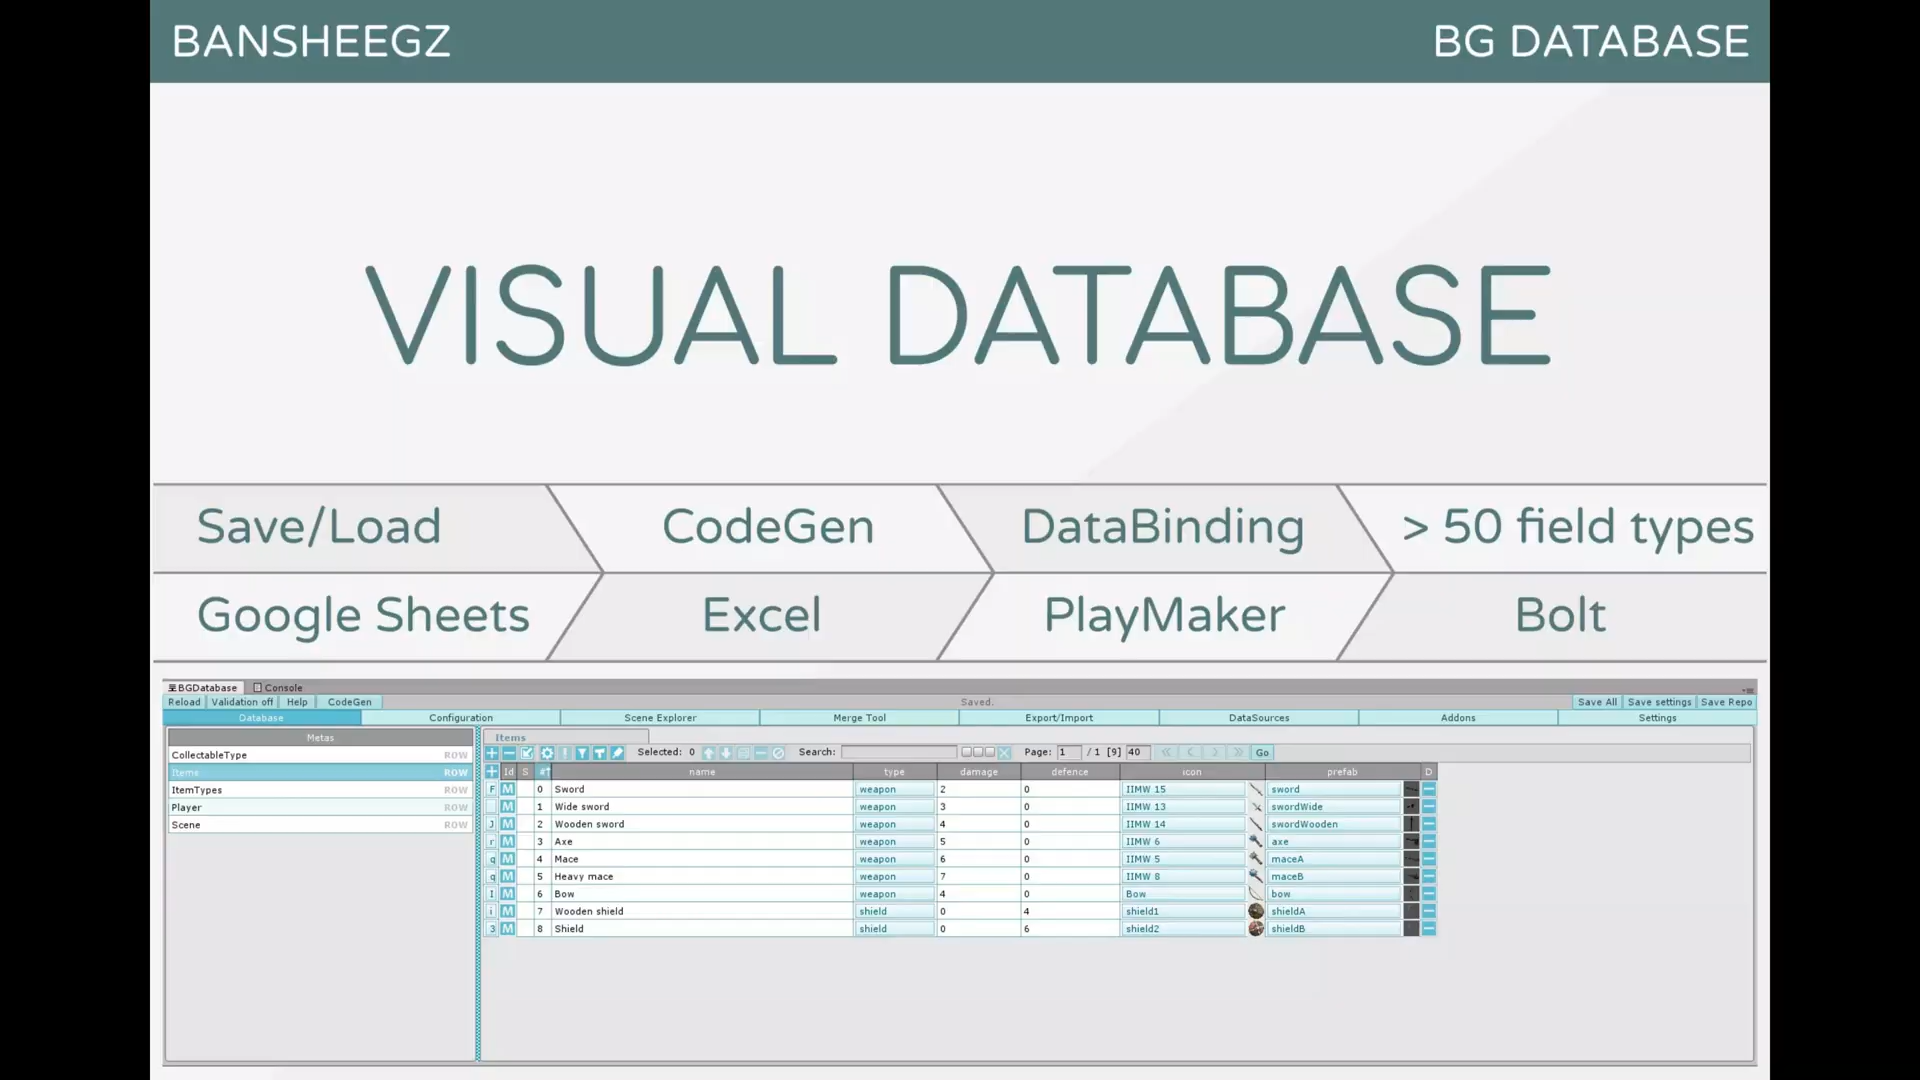 BANSHEEGZ BG DATABASE
VISUAL DATABASE
Save/Load CodeGen DataBinding > 50 field types
Google Sheets Excel PlayMaker Bolt
BGDatabase Console
Reload Validation off Help CodeGen Saved. Save All Save settings Save Repo
Database Configuration Scene Explorer Merge Tool Export/Import DataSources Addons Settings
Metas
CollectableType ROW
Items ROW
ItemTypes ROW
Player ROW
Scene ROW
Items
Selected: 0 Search: Page: 1 / 1 [9] 40 Go
Id S # name type damage defence icon prefab D
F M 0 Sword weapon 2 0 IIMW 15 sword
M 1 Wide sword weapon 3 0 IIMW 13 swordWide
J M 2 Wooden sword weapon 4 0 IIMW 14 swordWooden
r M 3 Axe weapon 5 0 IIMW 6 axe
q M 4 Mace weapon 6 0 IIMW 5 maceA
q M 5 Heavy mace weapon 7 0 IIMW 8 maceB
I M 6 Bow weapon 4 0 Bow bow
i M 7 Wooden shield shield 0 4 shield1 shieldA
3 M 8 Shield shield 0 6 shield2 shieldB